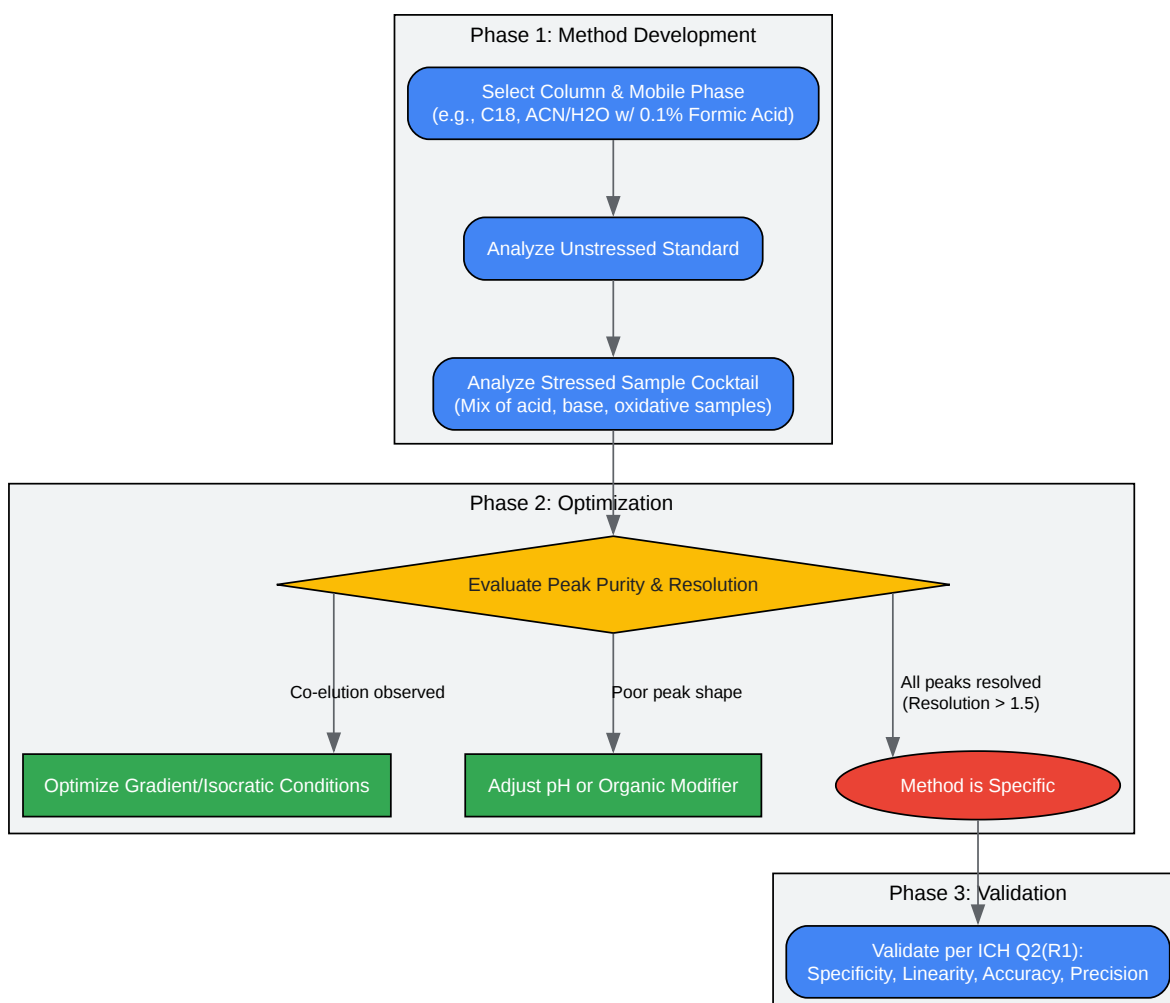 Phase 1: Method Development
Select Column & Mobile Phase
(e.g., C18, ACN/H2O w/ 0.1% Formic Acid)
Analyze Unstressed Standard
Analyze Stressed Sample Cocktail
(Mix of acid, base, oxidative samples)
Phase 2: Optimization
Evaluate Peak Purity & Resolution
Co-elution observed
Poor peak shape
All peaks resolved
(Resolution > 1.5)
Optimize Gradient/Isocratic Conditions
Adjust pH or Organic Modifier
Method is Specific
Phase 3: Validation
Validate per ICH Q2(R1):
Specificity, Linearity, Accuracy, Precision